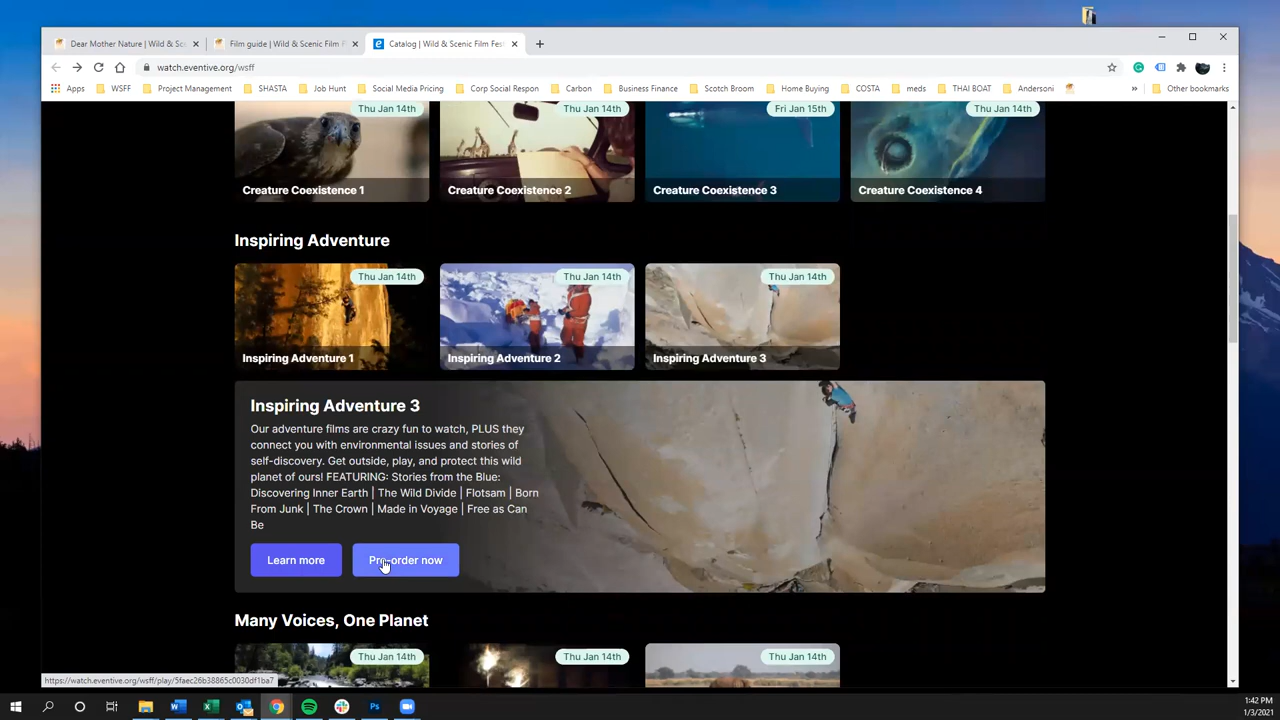 Dear Mother Nature | Wild & Sc
Film guide | Wild & Scenic Film F
Catalog | Wild & Scenic Film Fes
watch.eventive.org/wsff
Apps
WSFF
Project Management
SHASTA
Job Hunt
Social Media Pricing
Corp Social Respon
Carbon
Business Finance
Scotch Broom
Home Buying
COSTA
meds
THAI BOAT
Andersoni
»
Other bookmarks
Thu Jan 14th
Thu Jan 14th
Fri Jan 15th
Thu Jan 14th
Creature Coexistence 1
Creature Coexistence 2
Creature Coexistence 3
Creature Coexistence 4
Inspiring Adventure
Thu Jan 14th
Thu Jan 14th
Thu Jan 14th
Inspiring Adventure 1
Inspiring Adventure 2
Inspiring Adventure 3
Inspiring Adventure 3
Our adventure films are crazy fun to watch, PLUS they
connect you with environmental issues and stories of
self-discovery. Get outside, play, and protect this wild
planet of ours! FEATURING: Stories from the Blue:
Discovering Inner Earth | The Wild Divide | Flotsam | Born
From Junk | The Crown | Made in Voyage | Free as Can
Be
Learn more
Pre-order now
Many Voices, One Planet
Thu Jan 14th
Thu Jan 14th
Thu Jan 14th
https://watch.eventive.org/wsff/play/5faec26b38865c0030df1ba7
1:42 PM
1/3/2021